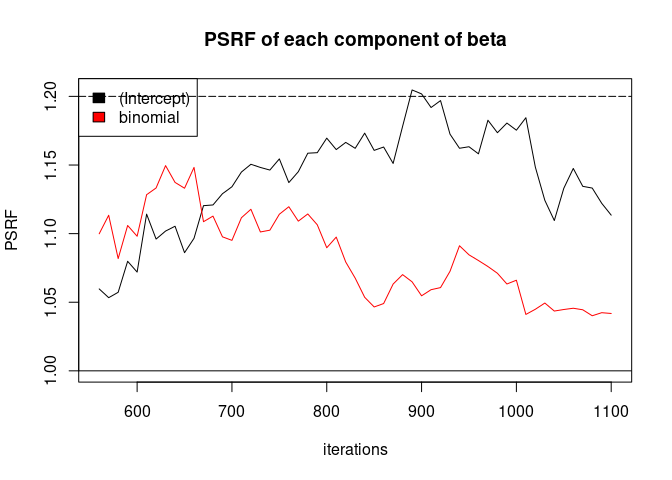 PSRF of each component of beta
PSRF
1.20
1.15
1.10
1.05
1.00
(Intercept)
binomial
600 700 800 900 1000 1100
iterations